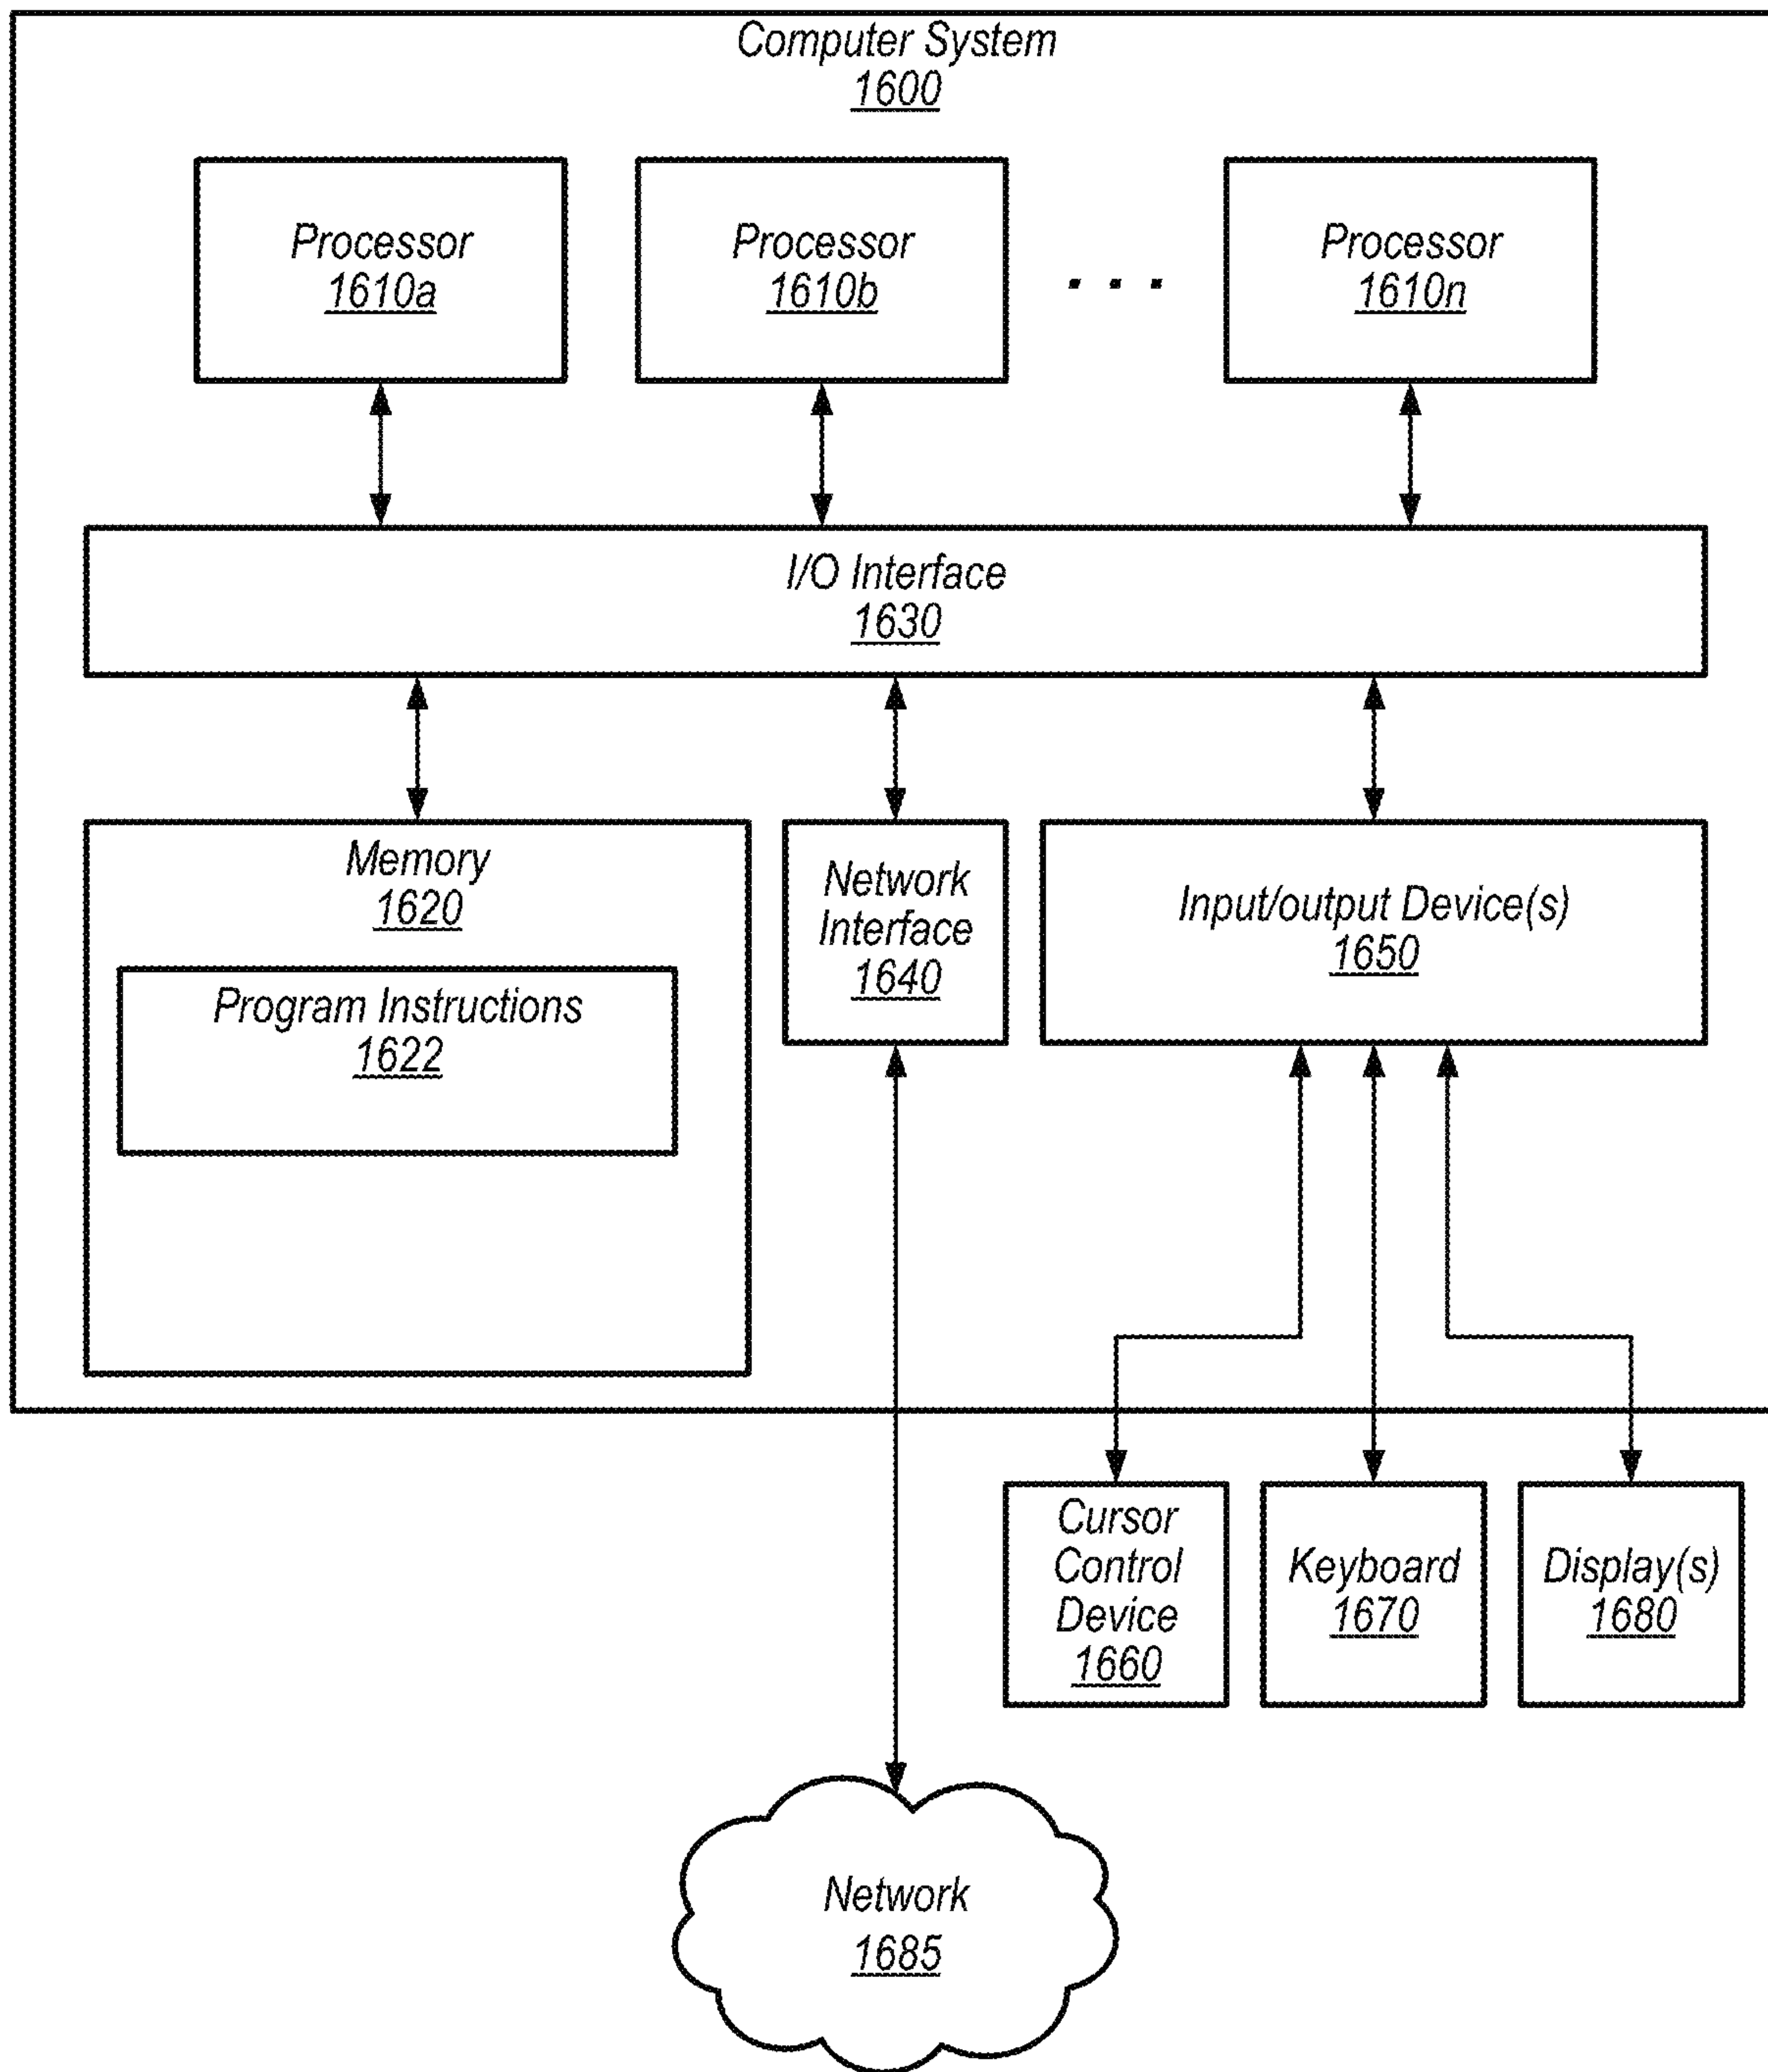 Computer System
1600
Processor
1610a
Processor
1610b
. . .
Processor
1610n
I/O Interface
1630
Memory
1620
Program Instructions
1622
Network
Interface
1640
Input/output Device(s)
1650
Cursor
Control
Device
1660
Keyboard
1670
Display(s)
1680
Network
1685